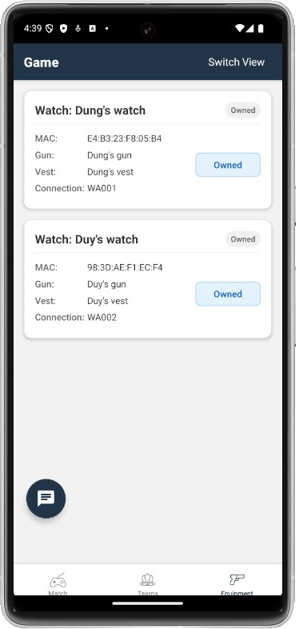 4:39
Game Switch View
Watch: Dung's watch Owned
MAC: E4:B3:23:F8:05:B4
Gun: Dung's gun
Owned
Vest: Dung's vest
Connection: WA001
Watch: Duy's watch Owned
MAC: 98:3D:AE:F1:EC:F4
Gun: Duy's gun
Owned
Vest: Duy's vest
Connection: WA002
Match Teams Equipment